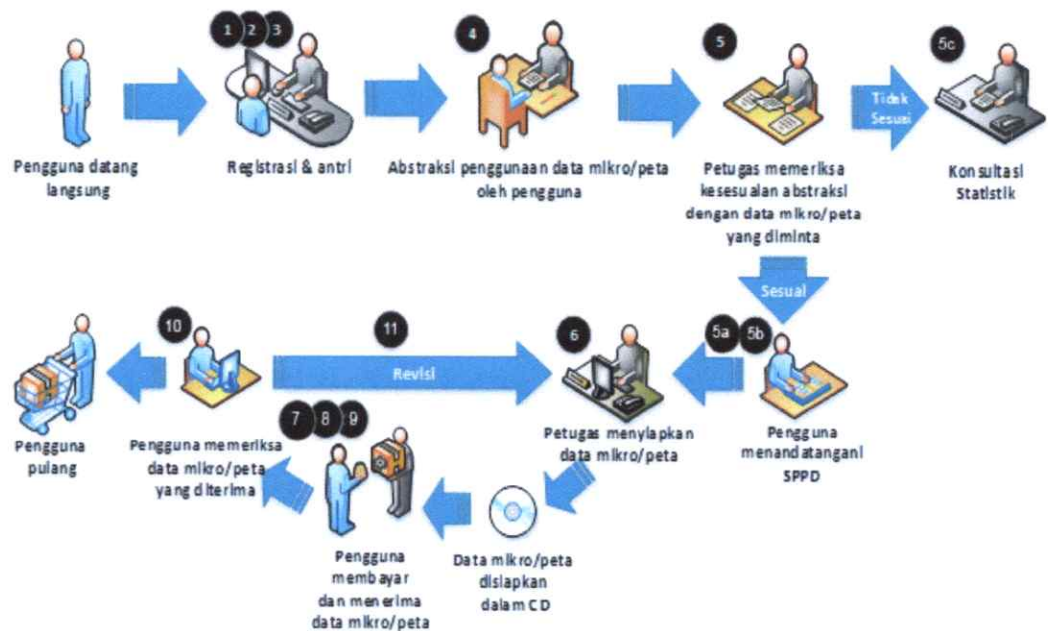 1 2 3
4
5
5c
Tidak
Sesuai
Pengguna datang
langsung
Registrasi & antri
Abstraksi penggunaan data mikro/peta
oleh pengguna
Petugas memeriksa
kesesuaian abstraksi
dengan data mikro/peta
yang diminta
Konsultasi
Statistik
Sesuai
5a 5b
Pengguna
menandatangani
SPPD
6
Petugas menyiapkan
data mikro/peta
Data mikro/peta
disiapkan
dalam CD
7 8 9
Pengguna
membayar
dan menerima
data mikro/peta
10
Pengguna memeriksa
data mikro/peta
yang diterima
11
Revisi
Pengguna
pulang